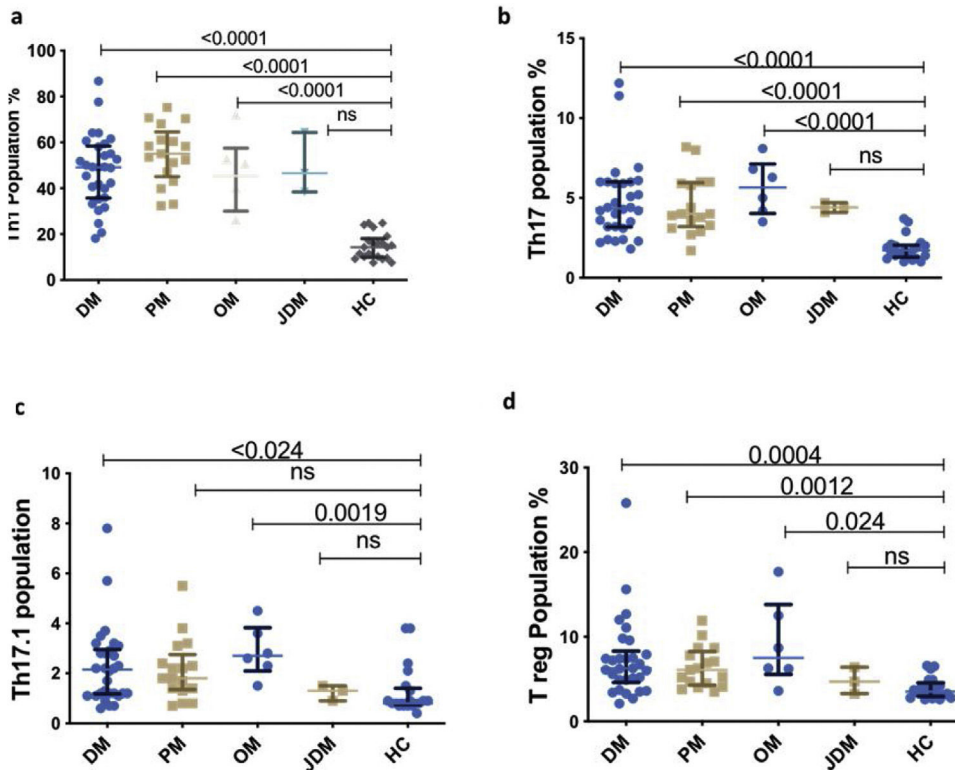 a
<0.0001
<0.0001
<0.0001
ns
Th1 Population %
100
80
60
40
20
0
DM
PM
OM
JDM
HC
b
<0.0001
<0.0001
<0.0001
ns
Th17 population %
15
10
5
0
DM
PM
OM
JDM
HC
c
<0.024
ns
0.0019
ns
Th17.1 population
10
8
6
4
2
0
DM
PM
OM
JDM
HC
d
0.0004
0.0012
0.024
ns
T reg Population %
30
20
10
0
DM
PM
OM
JDM
HC